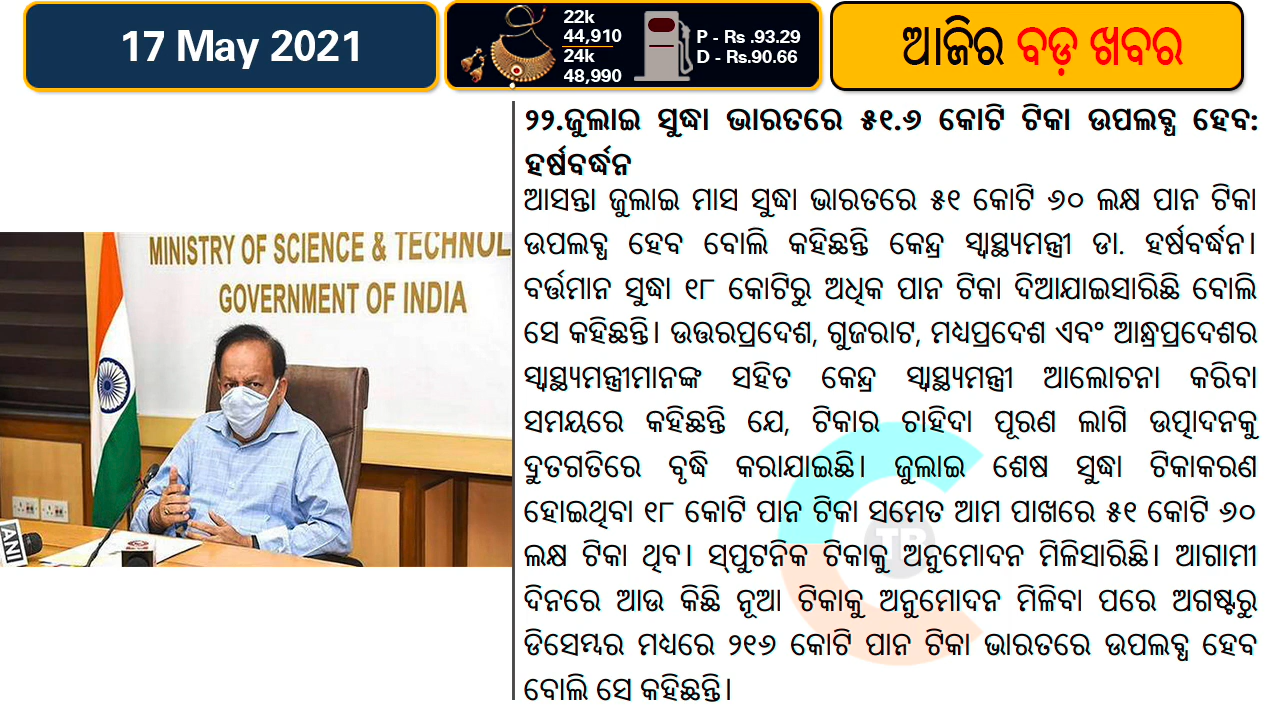 17 May 2021
22k
44,910
24k
48,990
P - Rs .93.29
D - Rs.90.66
ଆଜିର ବଡ଼ ଖବର
୨୨.ଜୁଲାଇ ସୁଦ୍ଧା ଭାରତରେ ୫୧.୬ କୋଟି ଟିକା ଉପଲବ୍ଧ ହେବ:
ହର୍ଷବର୍ଦ୍ଧନ
ଆସନ୍ତା ଜୁଲାଇ ମାସ ସୁଦ୍ଧା ଭାରତରେ ୫୧ କୋଟି ୬୦ ଲକ୍ଷ ପାନ ଟିକା
ଉପଲବ୍ଧ ହେବ ବୋଲି କହିଛନ୍ତି କେନ୍ଦ୍ର ସ୍ୱାସ୍ଥ୍ୟମନ୍ତ୍ରୀ ଡା. ହର୍ଷବର୍ଦ୍ଧନ।
ବର୍ତ୍ତମାନ ସୁଦ୍ଧା ୧୮ କୋଟିରୁ ଅଧିକ ପାନ ଟିକା ଦିଆଯାଇସାରିଛି ବୋଲି
ସେ କହିଛନ୍ତି। ଉତ୍ତରପ୍ରଦେଶ, ଗୁଜରାଟ, ମଧ୍ୟପ୍ରଦେଶ ଏବଂ ଆନ୍ଧ୍ରପ୍ରଦେଶର
ସ୍ୱାସ୍ଥ୍ୟମନ୍ତ୍ରୀମାନଙ୍କ ସହିତ କେନ୍ଦ୍ର ସ୍ୱାସ୍ଥ୍ୟମନ୍ତ୍ରୀ ଆଲୋଚନା କରିବା
ସମୟରେ କହିଛନ୍ତି ଯେ, ଟିକାର ଚାହିଦା ପୂରଣ ଲାଗି ଉତ୍ପାଦନକୁ
ଦ୍ରୁତଗତିରେ ବୃଦ୍ଧି କରାଯାଇଛି। ଜୁଲାଇ ଶେଷ ସୁଦ୍ଧା ଟିକାକରଣ
ହୋଇଥିବା ୧୮ କୋଟି ପାନ ଟିକା ସମେତ ଆମ ପାଖରେ ୫୧ କୋଟି ୬୦
ଲକ୍ଷ ଟିକା ଥିବ। ସ୍ପୁଟନିକ ଟିକାକୁ ଅନୁମୋଦନ ମିଳିସାରିଛି। ଆଗାମୀ
ଦିନରେ ଆଉ କିଛି ନୂଆ ଟିକାକୁ ଅନୁମୋଦନ ମିଳିବା ପରେ ଅଗଷ୍ଟରୁ
ଡିସେମ୍ବର ମଧ୍ୟରେ ୨୧୬ କୋଟି ପାନ ଟିକା ଭାରତରେ ଉପଲବ୍ଧ ହେବ
ବୋଲି ସେ କହିଛନ୍ତି।
MINISTRY OF SCIENCE & TECHNOL
GOVERNMENT OF INDIA
ANI
TB